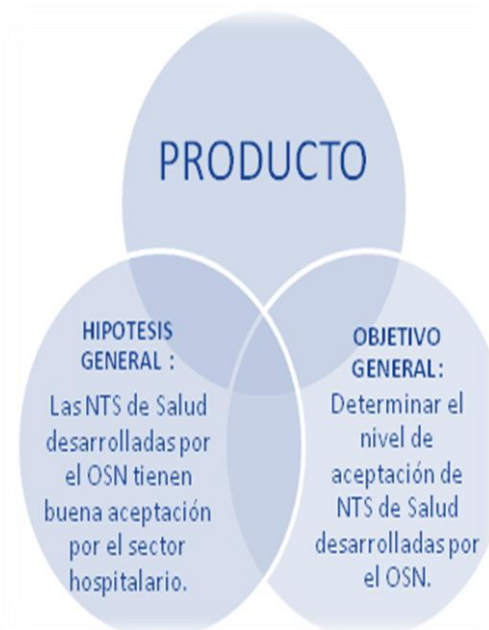 PRODUCTO
HIPOTESIS
GENERAL :
Las NTS de Salud
desarrolladas por
el OSN tienen
buena aceptación
por el sector
hospitalario.
OBJETIVO
GENERAL:
Determinar el
nivel de
aceptación de
NTS de Salud
desarrolladas por
el OSN.